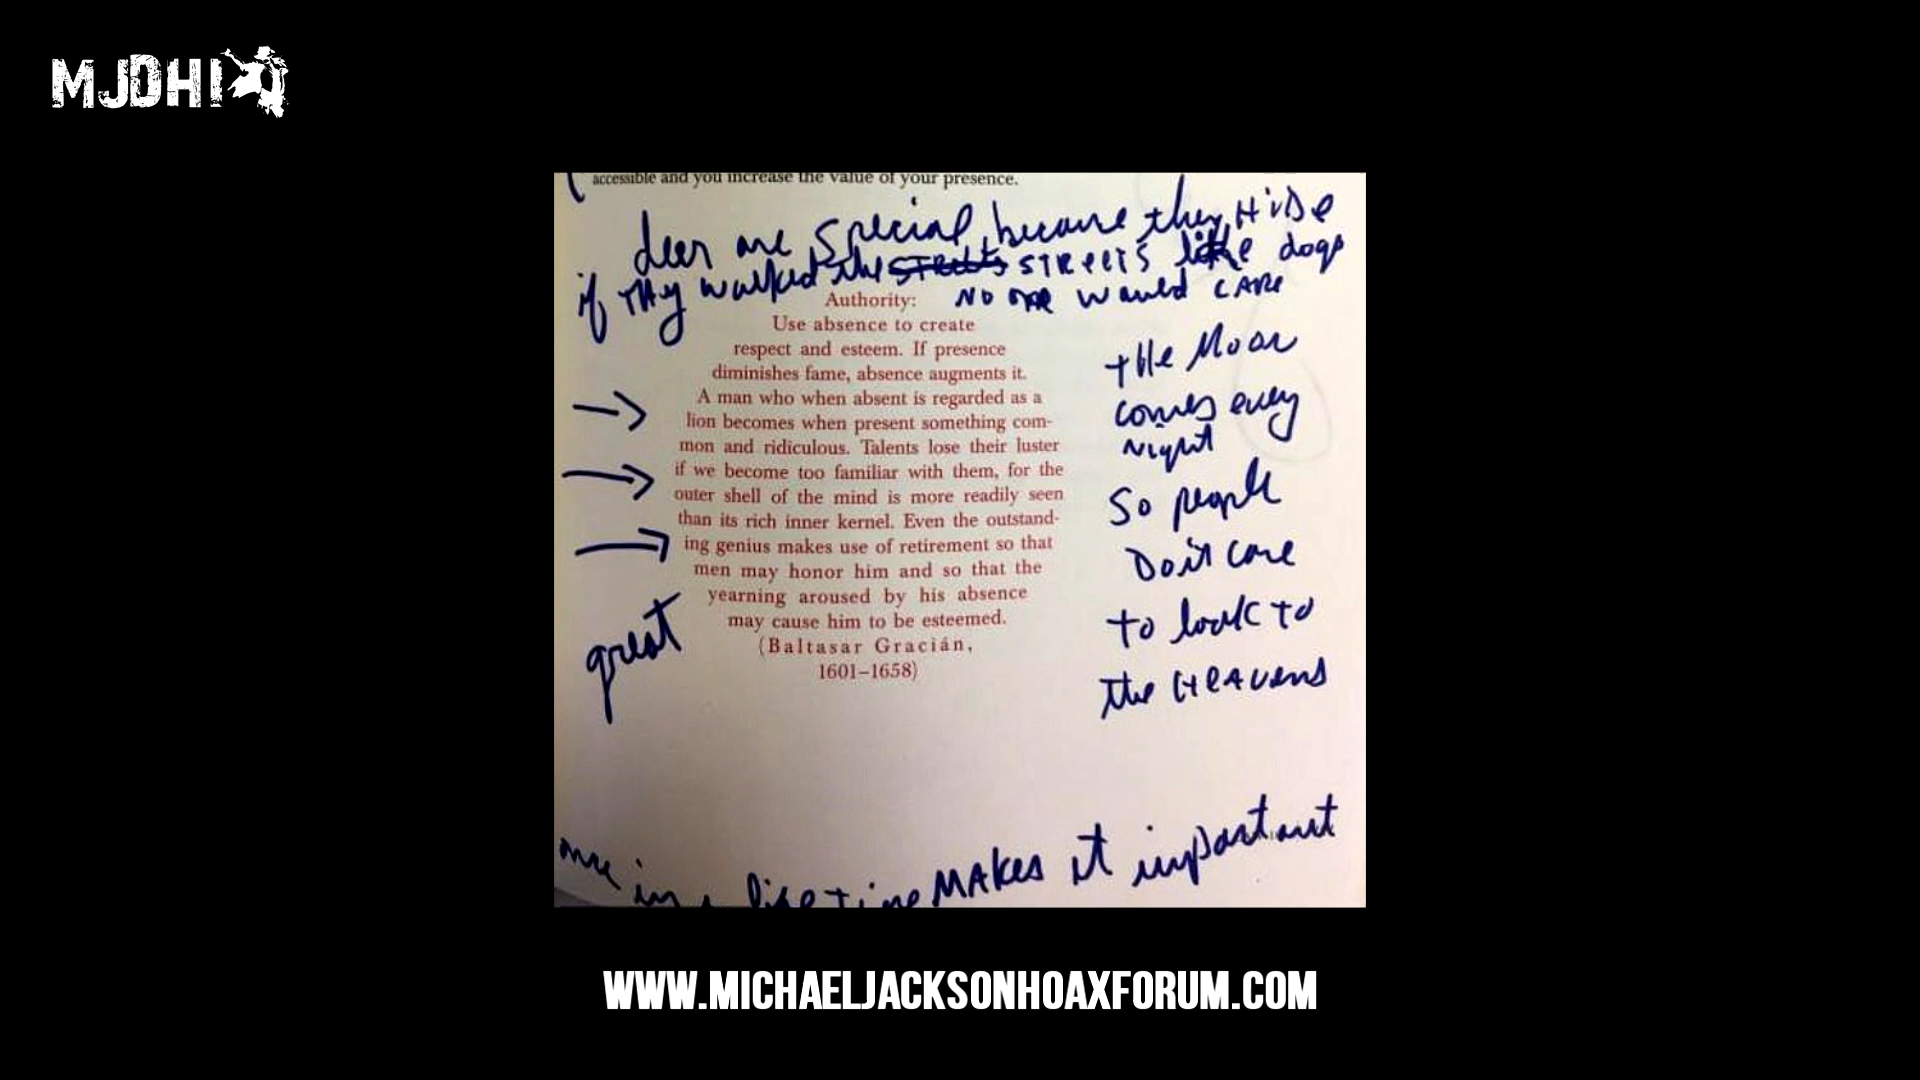 MJDHI
accessible and you increase the value of your presence.
deer are special because they HiDe
if THey walked the streets STReeTS like dogs
NO one would CARe
Authority:
Use absence to create
respect and esteem. If presence
diminishes fame, absence augments it.
A man who when absent is regarded as a
lion becomes when present something com-
mon and ridiculous. Talents lose their luster
if we become too familiar with them, for the
outer shell of the mind is more readily seen
than its rich inner kernel. Even the outstand-
ing genius makes use of retirement so that
men may honor him and so that the
yearning aroused by his absence
may cause him to be esteemed.
(Baltasar Gracián,
1601–1658)
great
tHe Moon
comes every
Night
So people
Don't care
to look to
the HeAvens
once in a lifetime MAKes it important
WWW.MICHAELJACKSONHOAXFORUM.COM